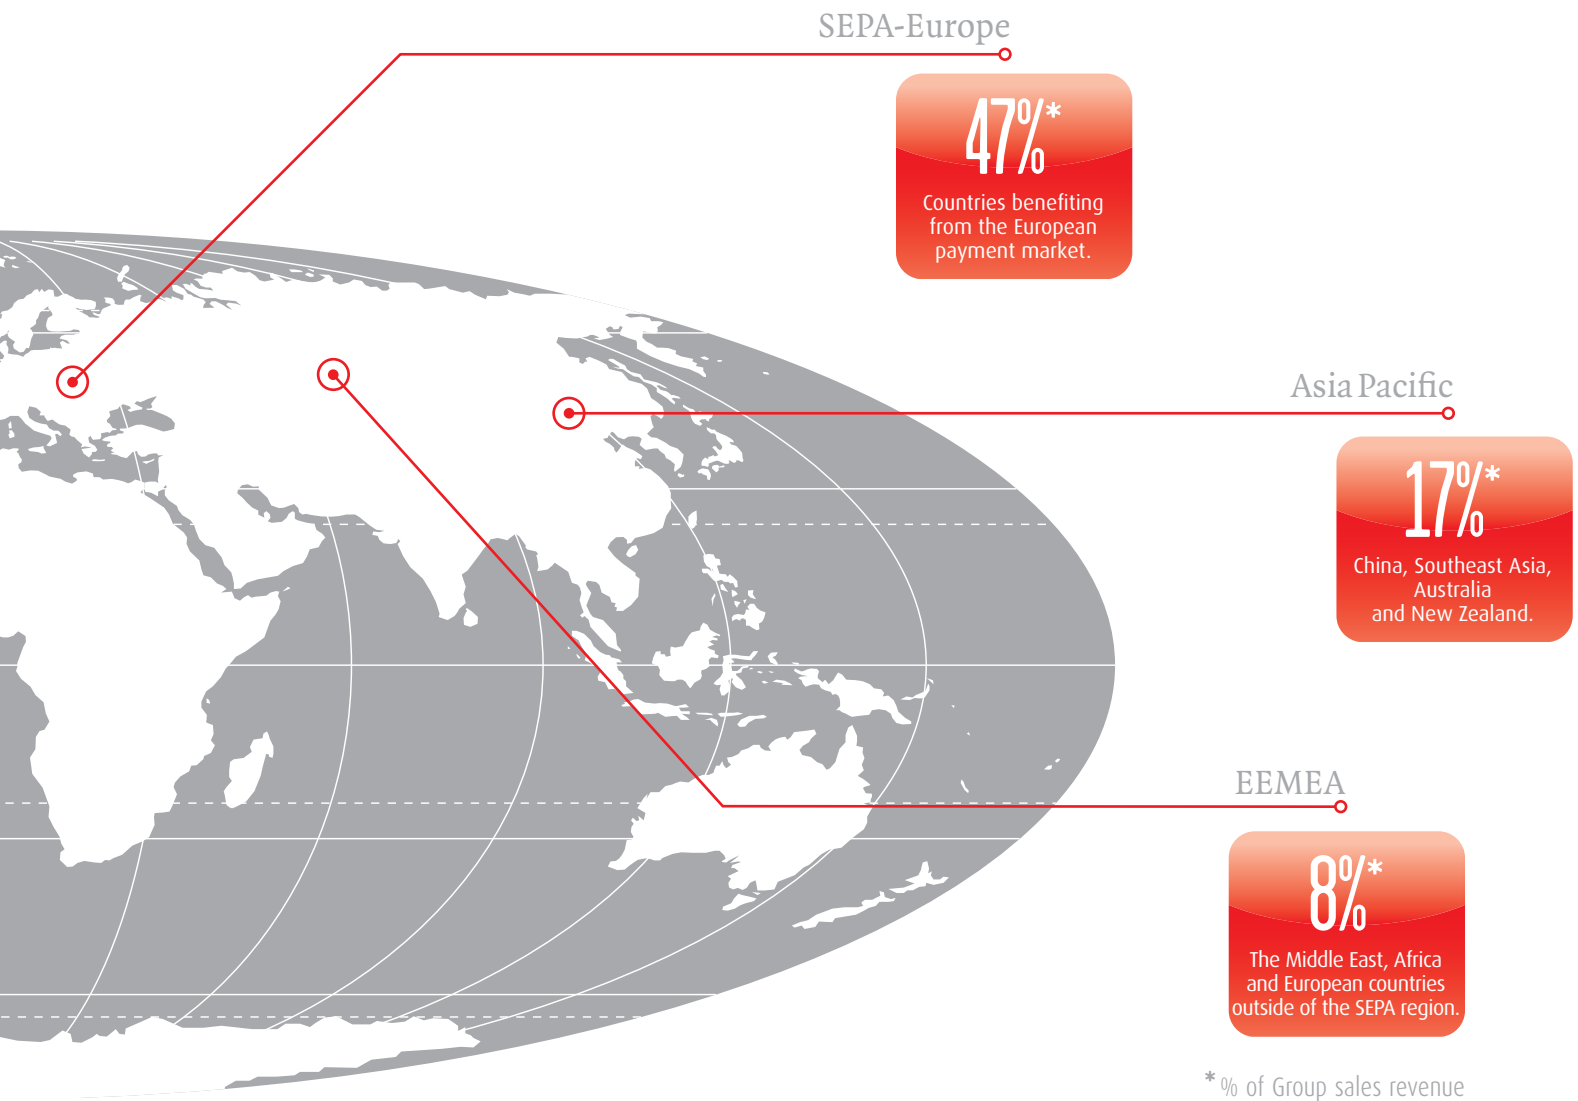 SEPA-Europe
47%*
Countries benefiting
from the European
payment market.
Asia Pacific
17%*
China, Southeast Asia,
Australia
and New Zealand.
EEMEA
8%*
The Middle East, Africa
and European countries
outside of the SEPA region.
* % of Group sales revenue